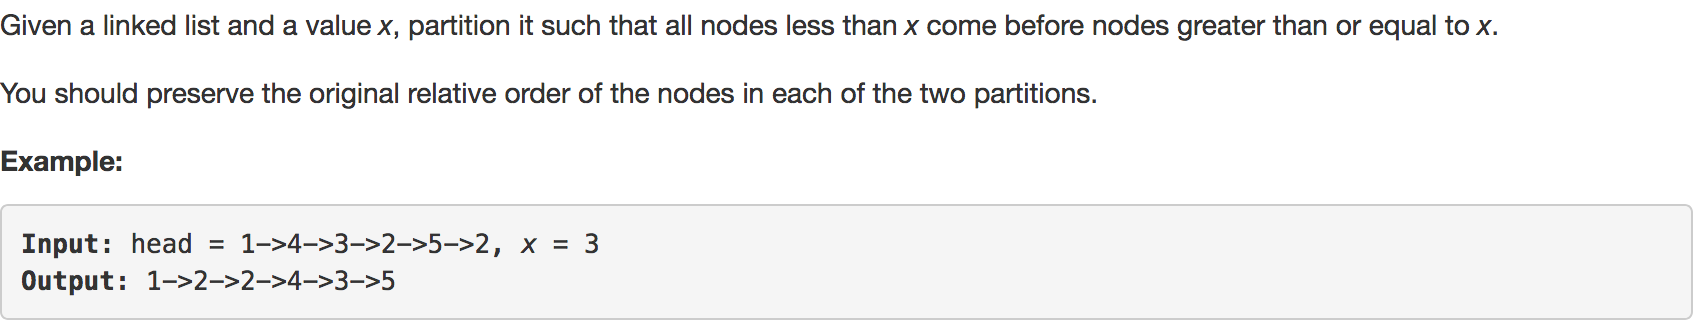 Given a linked list and a value x, partition it such that all nodes less than x come before nodes greater than or equal to x.
You should preserve the original relative order of the nodes in each of the two partitions.
Example:
Input: head = 1->4->3->2->5->2, x = 3
Output: 1->2->2->4->3->5